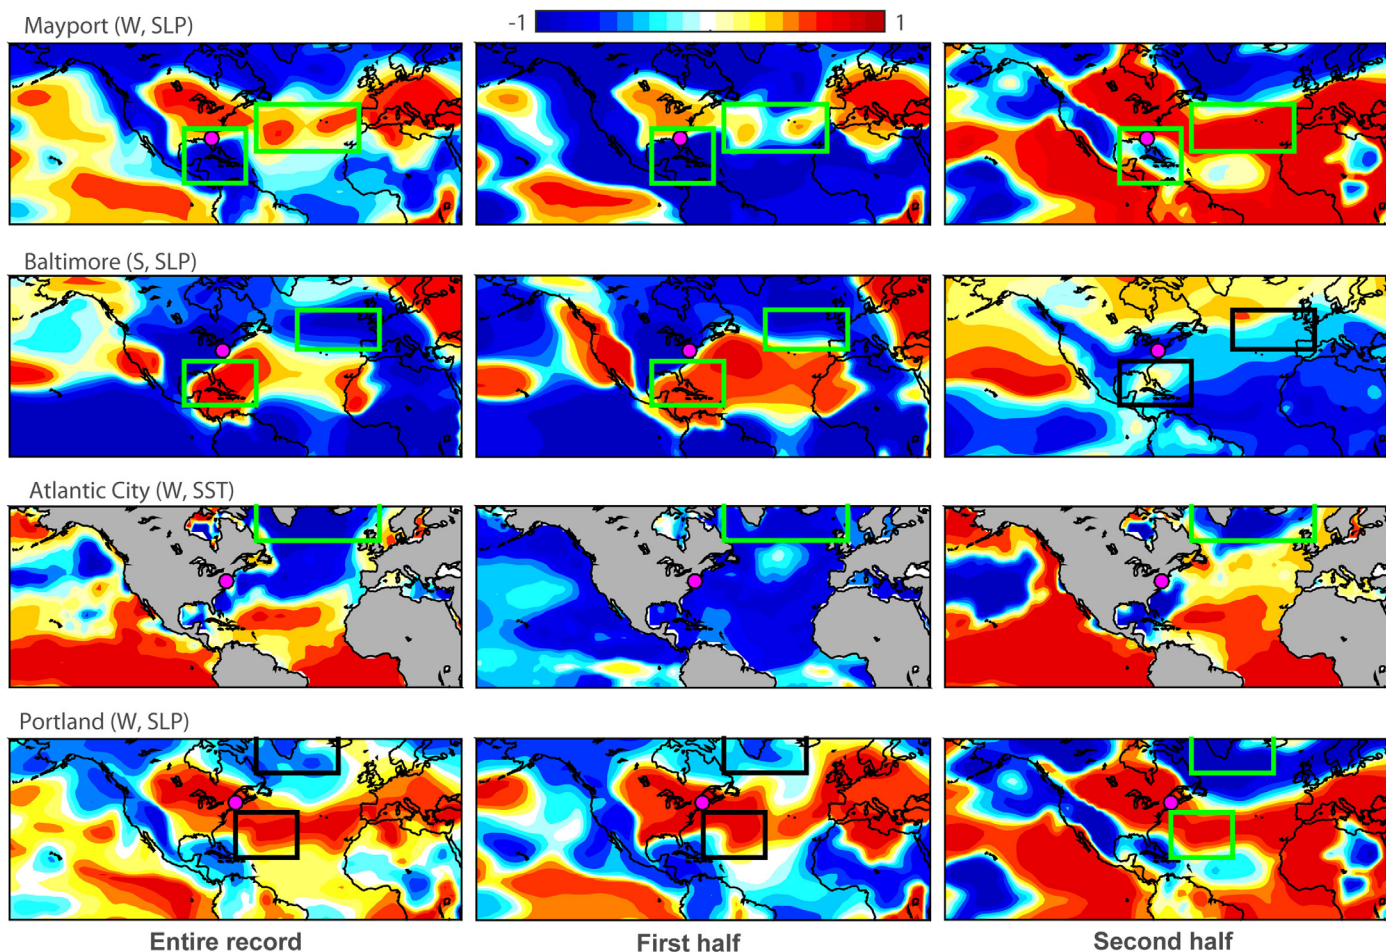 Mayport (W, SLP)
-1
1
Baltimore (S, SLP)
Atlantic City (W, SST)
Portland (W, SLP)
Entire record
First half
Second half